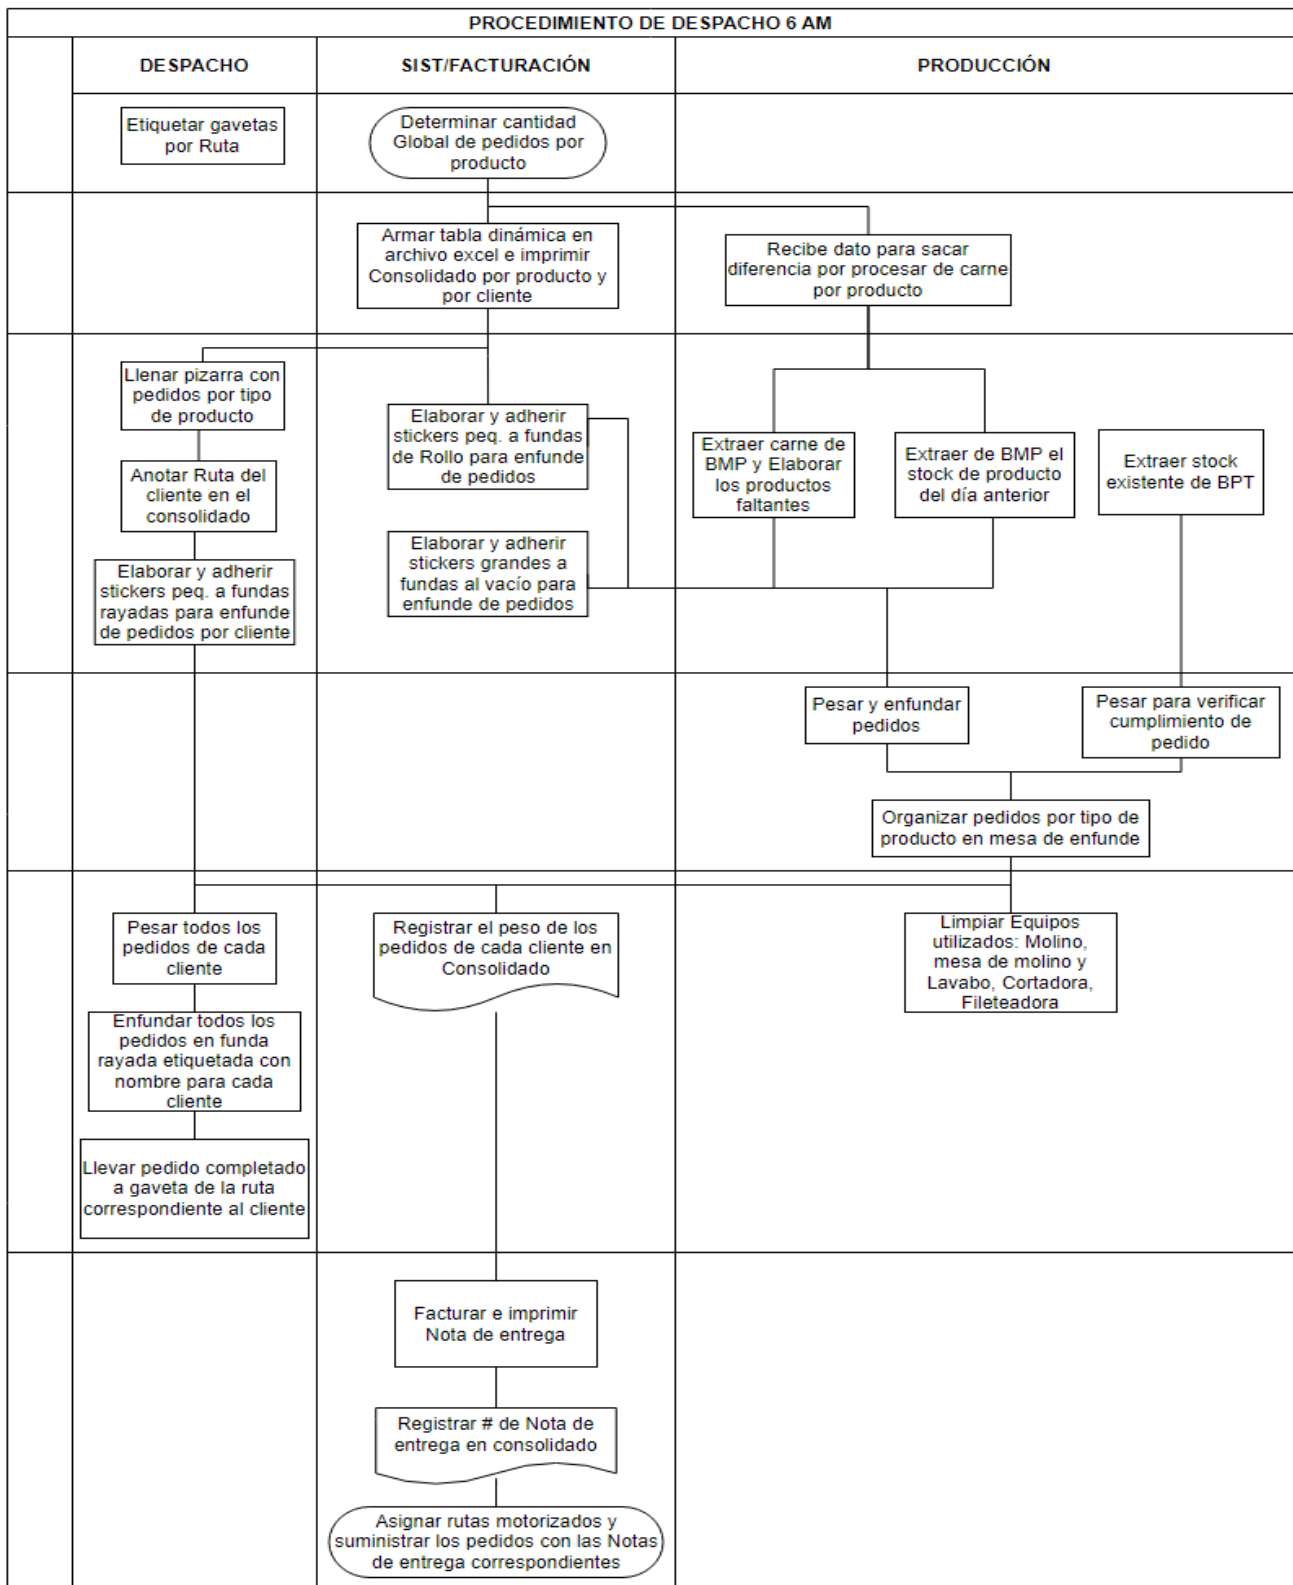 PROCEDIMIENTO DE DESPACHO 6 AM
DESPACHO
SIST/FACTURACIÓN
PRODUCCIÓN
Etiquetar gavetas
por Ruta
Determinar cantidad
Global de pedidos por
producto
Armar tabla dinámica en
archivo excel e imprimir
Consolidado por producto y
por cliente
Recibe dato para sacar
diferencia por procesar de carne
por producto
Llenar pizarra con
pedidos por tipo
de producto
Anotar Ruta del
cliente en el
consolidado
Elaborar y adherir
stickers peq. a fundas
rayadas para enfunde
de pedidos por cliente
Elaborar y adherir
stickers peq. a fundas
de Rollo para enfunde
de pedidos
Elaborar y adherir
stickers grandes a
fundas al vacío para
enfunde de pedidos
Extraer carne de
BMP y Elaborar
los productos
faltantes
Extraer de BMP el
stock de producto
del día anterior
Extraer stock
existente de BPT
Pesar y enfundar
pedidos
Pesar para verificar
cumplimiento de
pedido
Organizar pedidos por tipo de
producto en mesa de enfunde
Pesar todos los
pedidos de cada
cliente
Enfundar todos los
pedidos en funda
rayada etiquetada con
nombre para cada
cliente
Llevar pedido completado
a gaveta de la ruta
correspondiente al cliente
Registrar el peso de los
pedidos de cada cliente en
Consolidado
Limpiar Equipos
utilizados: Molino,
mesa de molino y
Lavabo, Cortadora,
Fileteadora
Facturar e imprimir
Nota de entrega
Registrar # de Nota de
entrega en consolidado
Asignar rutas motorizados y
suministrar los pedidos con las Notas
de entrega correspondientes